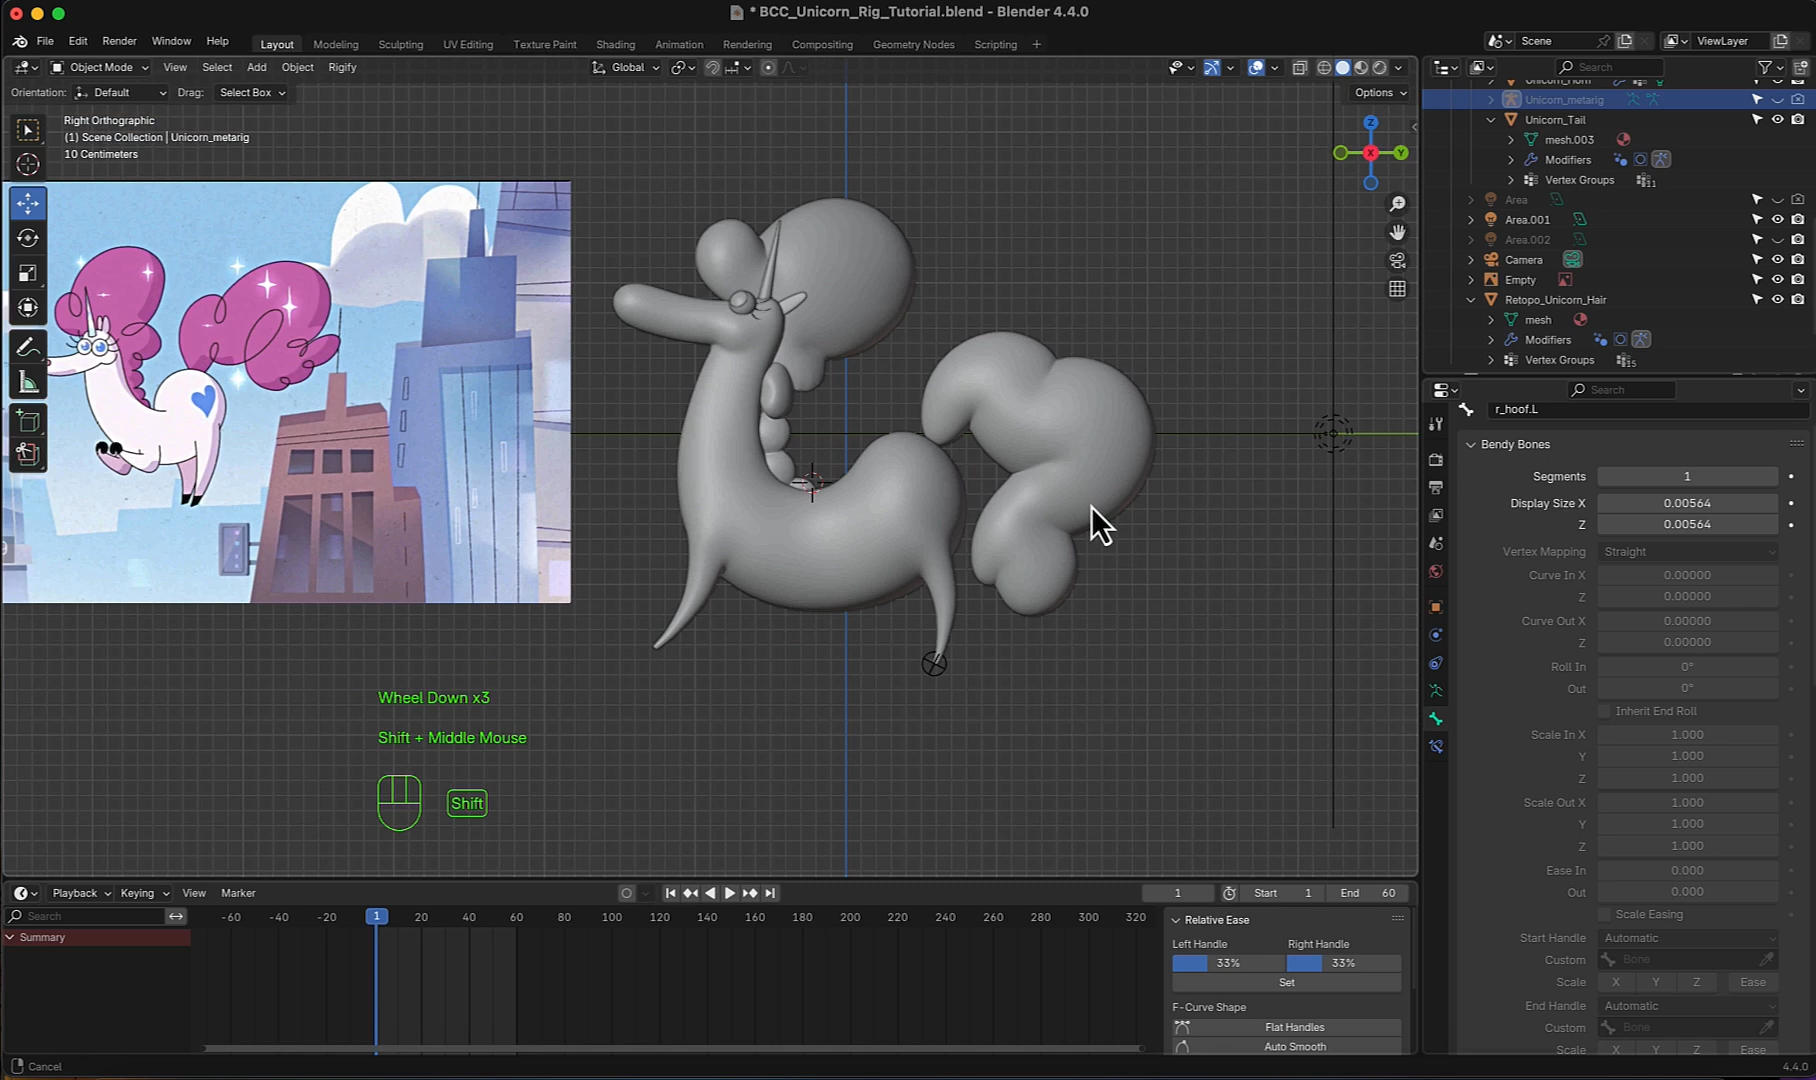 * BCC_Unicorn_Rig_Tutorial.blend - Blender 4.4.0
File Edit Render Window Help
Layout Modeling Sculpting UV Editing Texture Paint Shading Animation Rendering Compositing Geometry Nodes Scripting +
Scene
ViewLayer
Object Mode View Select Add Object Rigify
Global
Orientation: Default Drag: Select Box
Options
Right Orthographic
(1) Scene Collection | Unicorn_metarig
10 Centimeters
Z
X
Y
Wheel Down x3
Shift + Middle Mouse
Shift
Search
Unicorn_Horn
Unicorn_metarig
Unicorn_Tail
mesh.003
Modifiers
Vertex Groups 11
Area
Area.001
Area.002
Camera
Empty
Retopo_Unicorn_Hair
mesh
Modifiers
Vertex Groups 15
Search
r_hoof.L
Bendy Bones
Segments 1
Display Size X 0.00564
Z 0.00564
Vertex Mapping Straight
Curve In X 0.00000
Z 0.00000
Curve Out X 0.00000
Z 0.00000
Roll In 0°
Out 0°
Inherit End Roll
Scale In X 1.000
Y 1.000
Z 1.000
Scale Out X 1.000
Y 1.000
Z 1.000
Ease In 0.000
Out 0.000
Scale Easing
Start Handle Automatic
Custom Bone
Scale X Y Z Ease
End Handle Automatic
Custom Bone
Scale X Y Z Ease
Playback Keying View Marker
1 Start 1 End 60
Search
-60 -40 -20 1 20 40 60 80 100 120 140 160 180 200 220 240 260 280 300 320
Summary
Relative Ease
Left Handle Right Handle
33% 33%
Set
F-Curve Shape
Flat Handles
Auto Smooth
Cancel
4.4.0